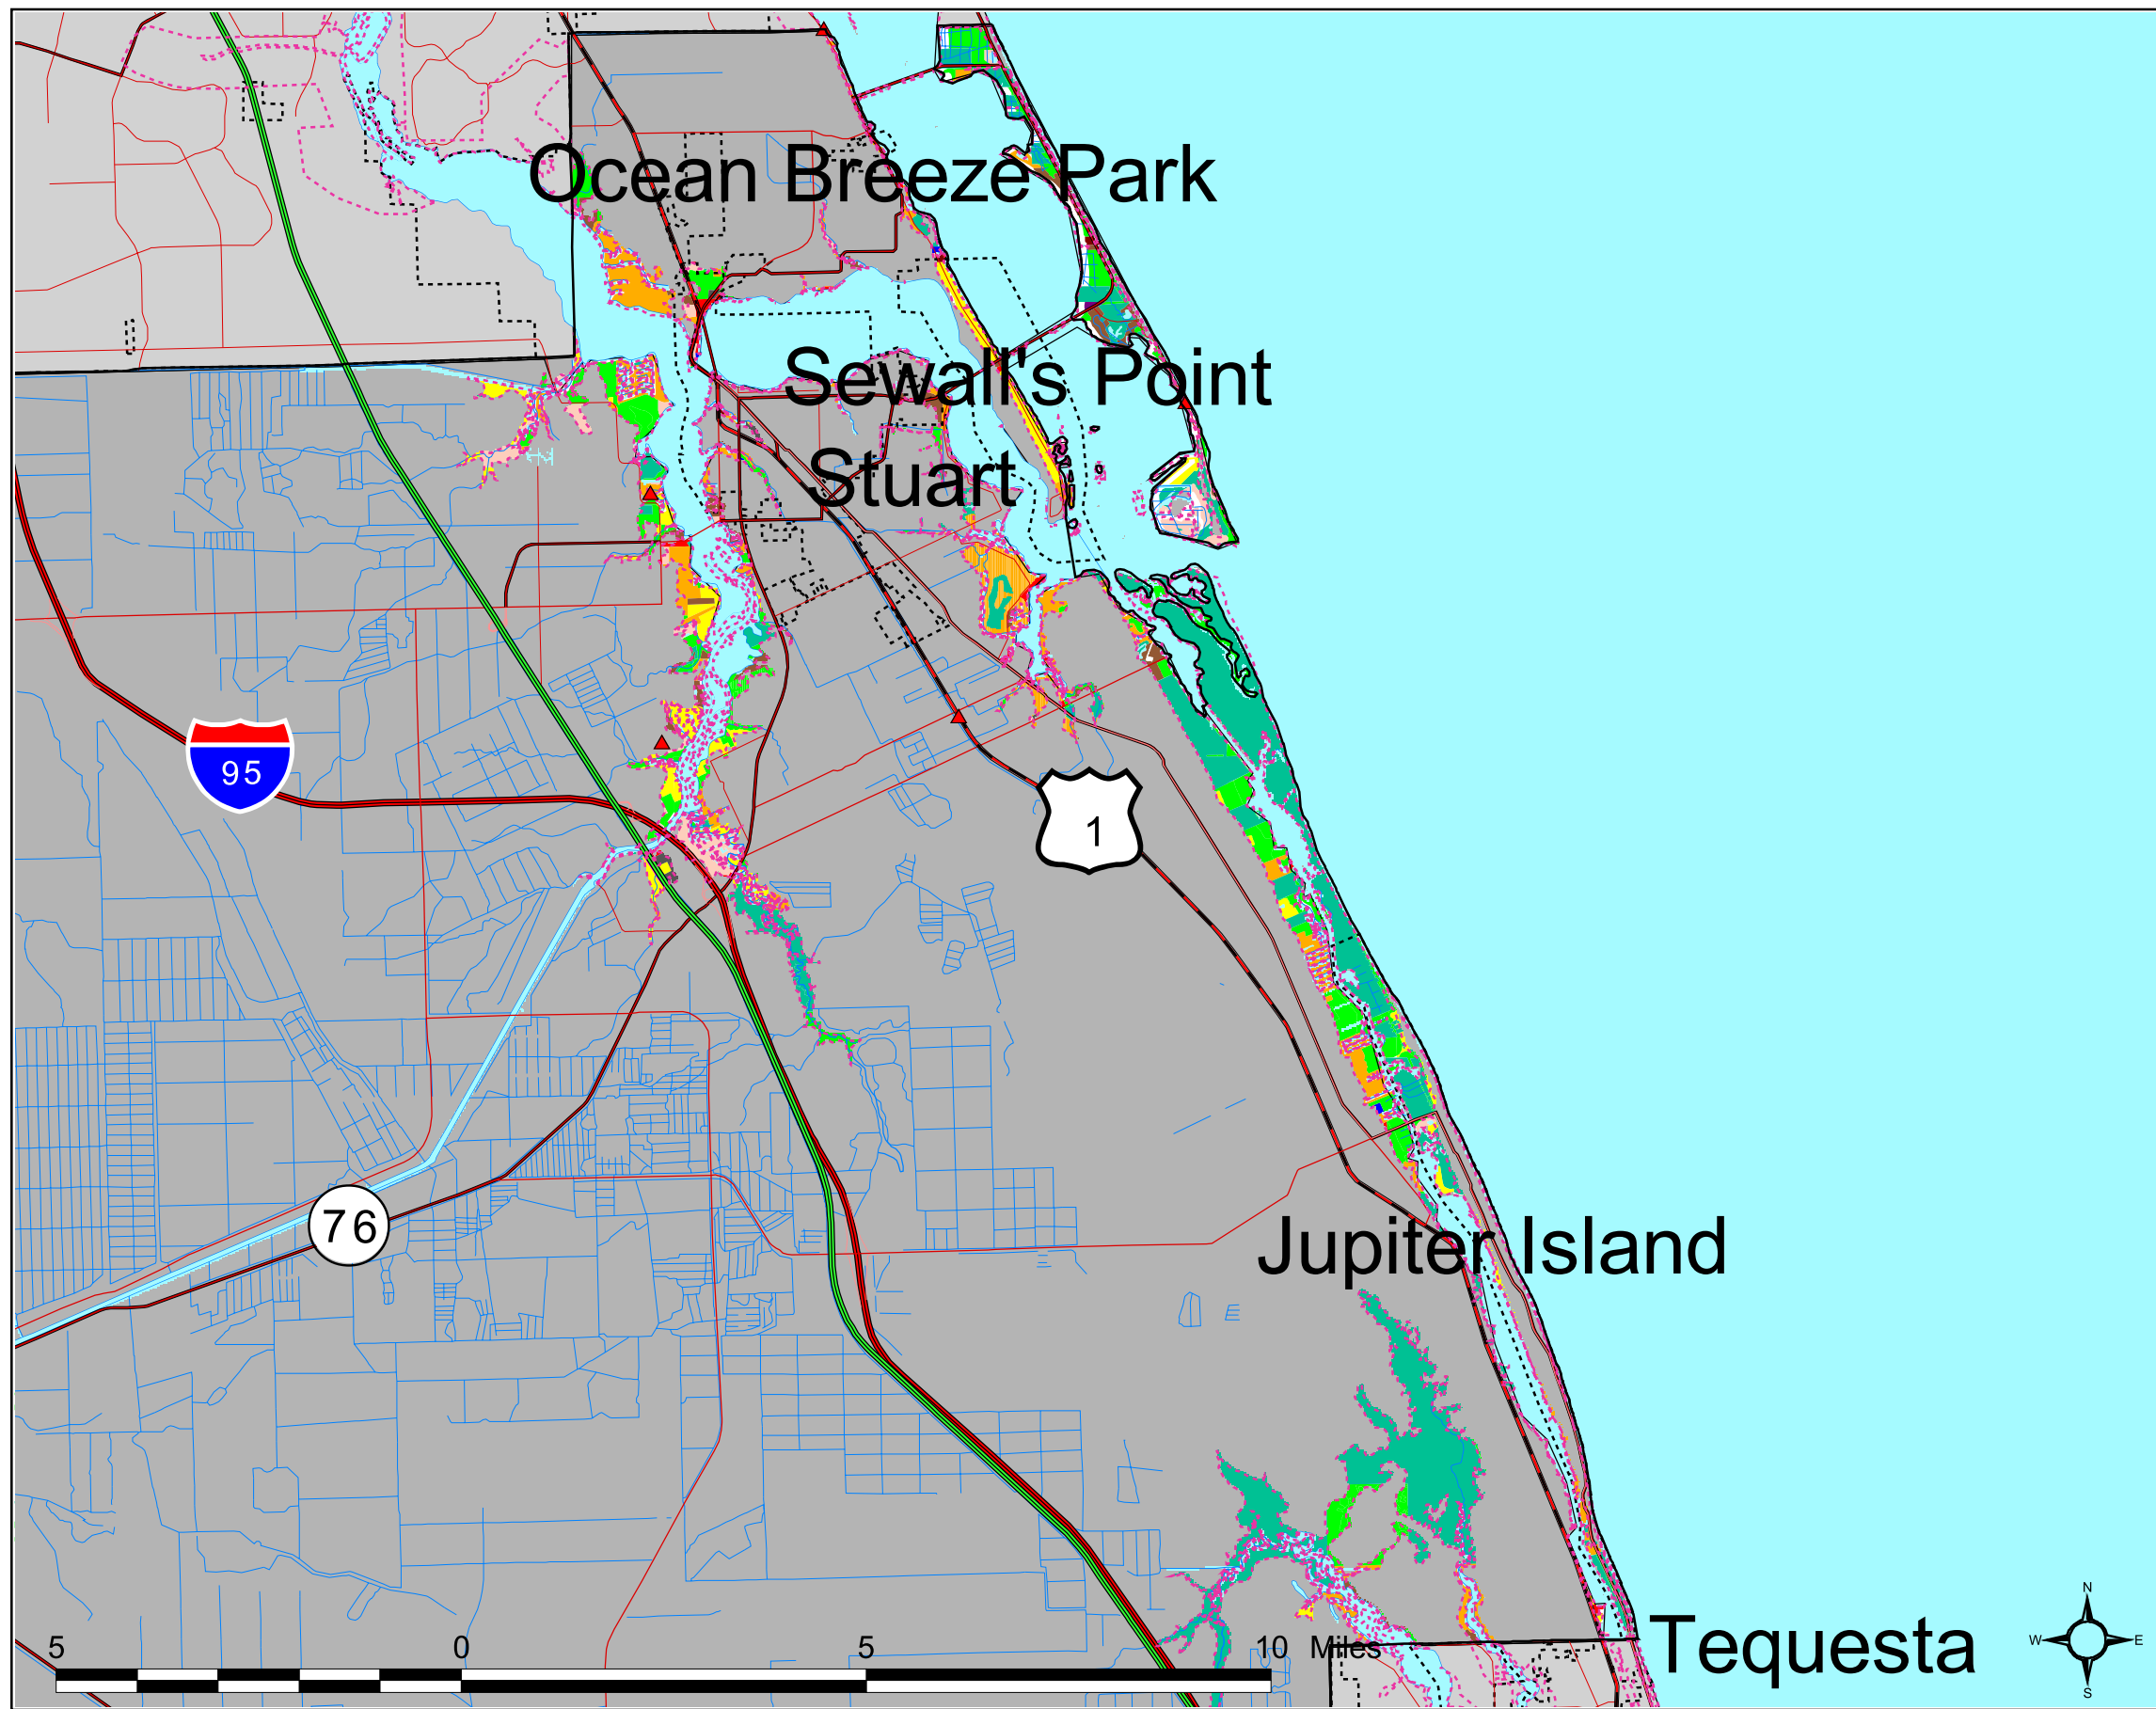 Ocean Breeze Park
Sewall's Point
Stuart
95
1
76
Jupiter Island
Tequesta
N
W E
S
5 0 5 10 Miles